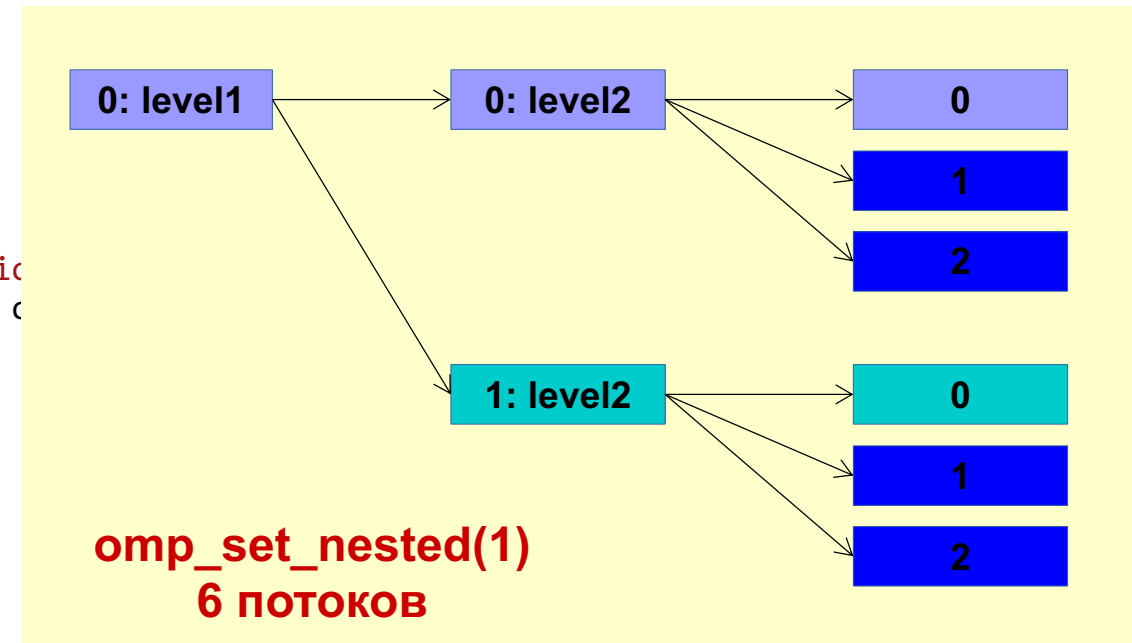 0: level1
0: level2
0
1
2
1: level2
0
1
2
omp_set_nested(1)
6 потоков